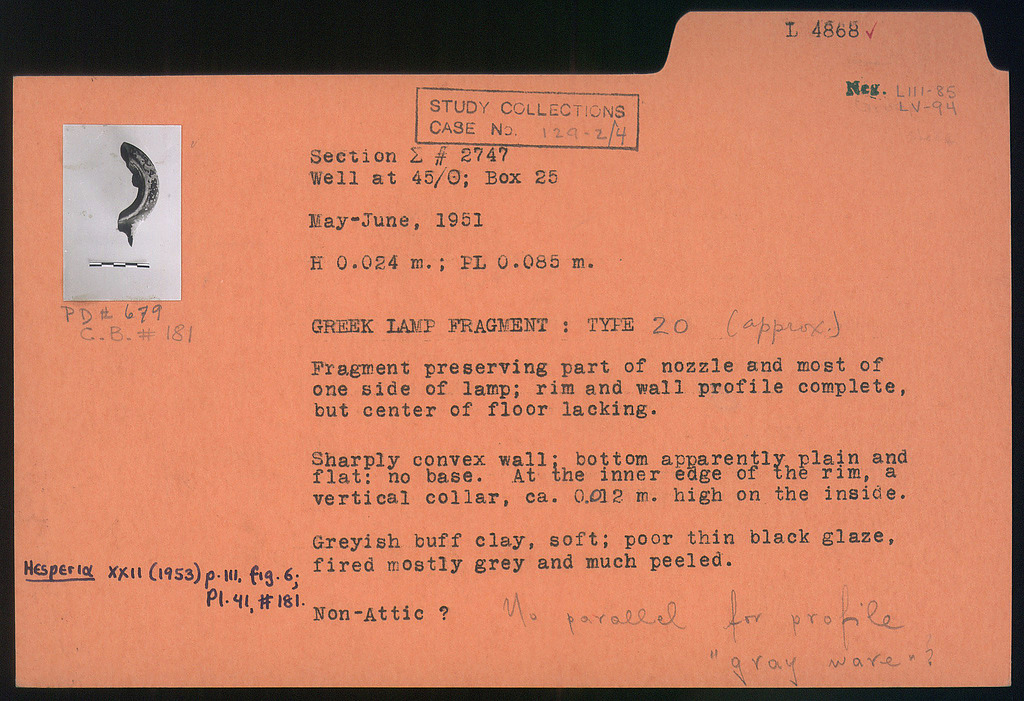 L 4868 ✓
Neg. LIII-85
LV-94
STUDY COLLECTIONS
CASE No. 129-2/4
Section Σ # 2747
Well at 45/Θ; Box 25
May-June, 1951
H 0.024 m.; PL 0.085 m.
PD # 679
C.B. # 181
GREEK LAMP FRAGMENT : TYPE 20 (approx.)
Fragment preserving part of nozzle and most of
one side of lamp; rim and wall profile complete,
but center of floor lacking.
Sharply convex wall; bottom apparently plain and
flat: no base. At the inner edge of the rim, a
vertical collar, ca. 0.012 m. high on the inside.
Greyish buff clay, soft; poor thin black glaze,
fired mostly grey and much peeled.
Hesperia XXII (1953) p. 111, fig. 6;
Pl. 41, # 181.
Non-Attic ? No parallel for profile
"gray ware"?